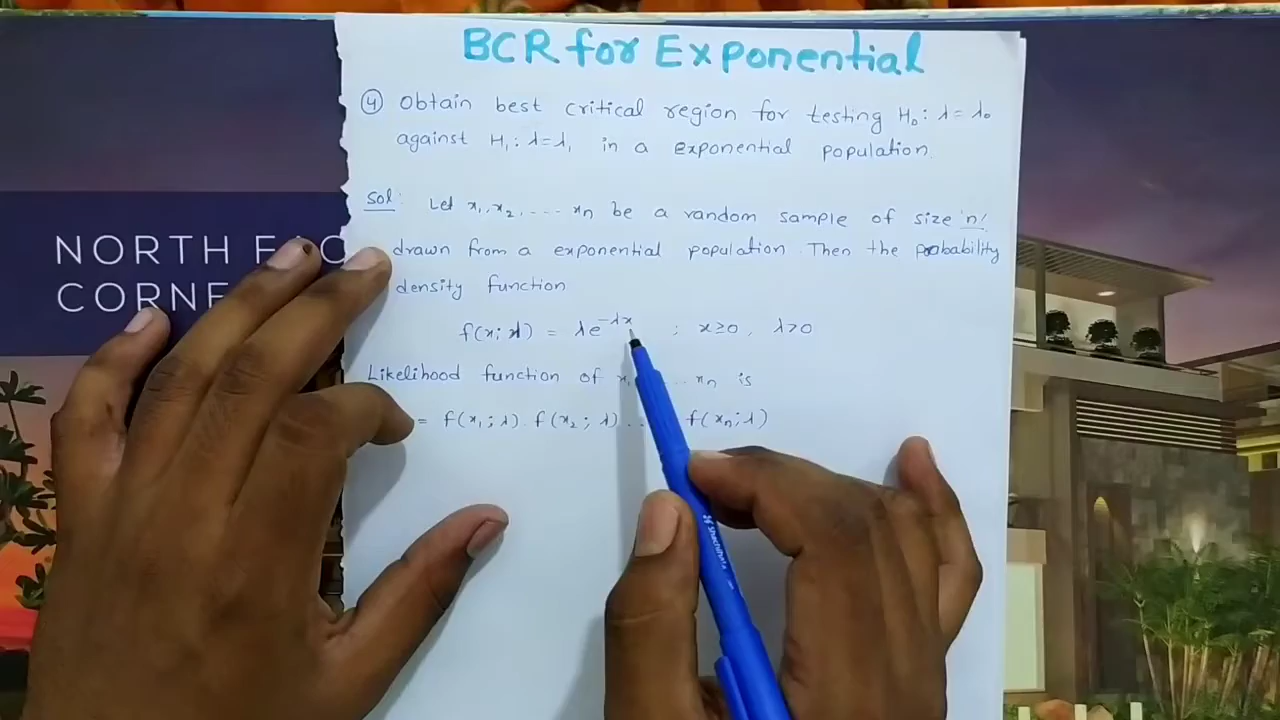 BCR for Exponential
④ Obtain best critical region for testing H₀: λ=λ₀
against H₁: λ=λ₁ in a exponential population.
Sol: Let x₁, x₂, ---- xn be a random sample of size 'n'
drawn from a exponential population. Then the probability
density function
f(x; λ) = λe^-λx ; x≥0, λ>0
Likelihood function of x₁ -- xn is
= f(x₁; λ). f(x₂; λ) .. f(xn; λ)
NORTH FAC
CORNE